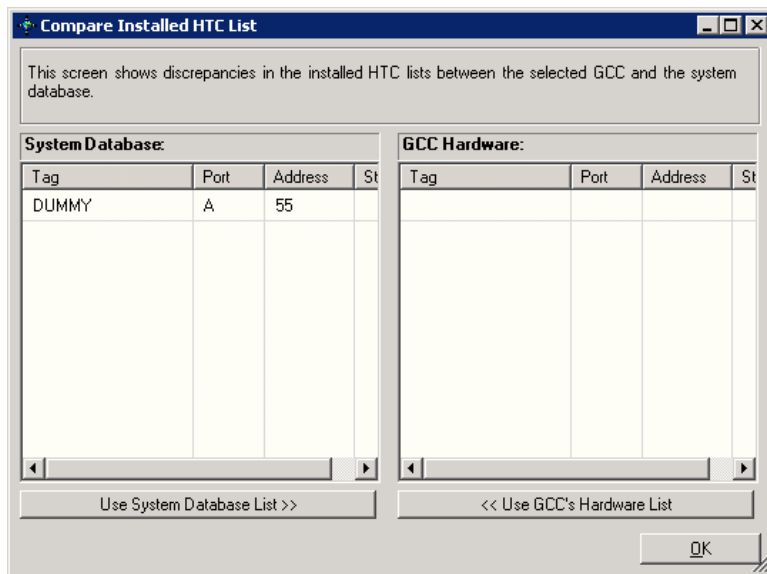 Compare Installed HTC List
This screen shows discrepancies in the installed HTC lists between the selected GCC and the system
database.
System Database:
Tag Port Address St
DUMMY A 55
GCC Hardware:
Tag Port Address St
Use System Database List >>
<< Use GCC's Hardware List
OK